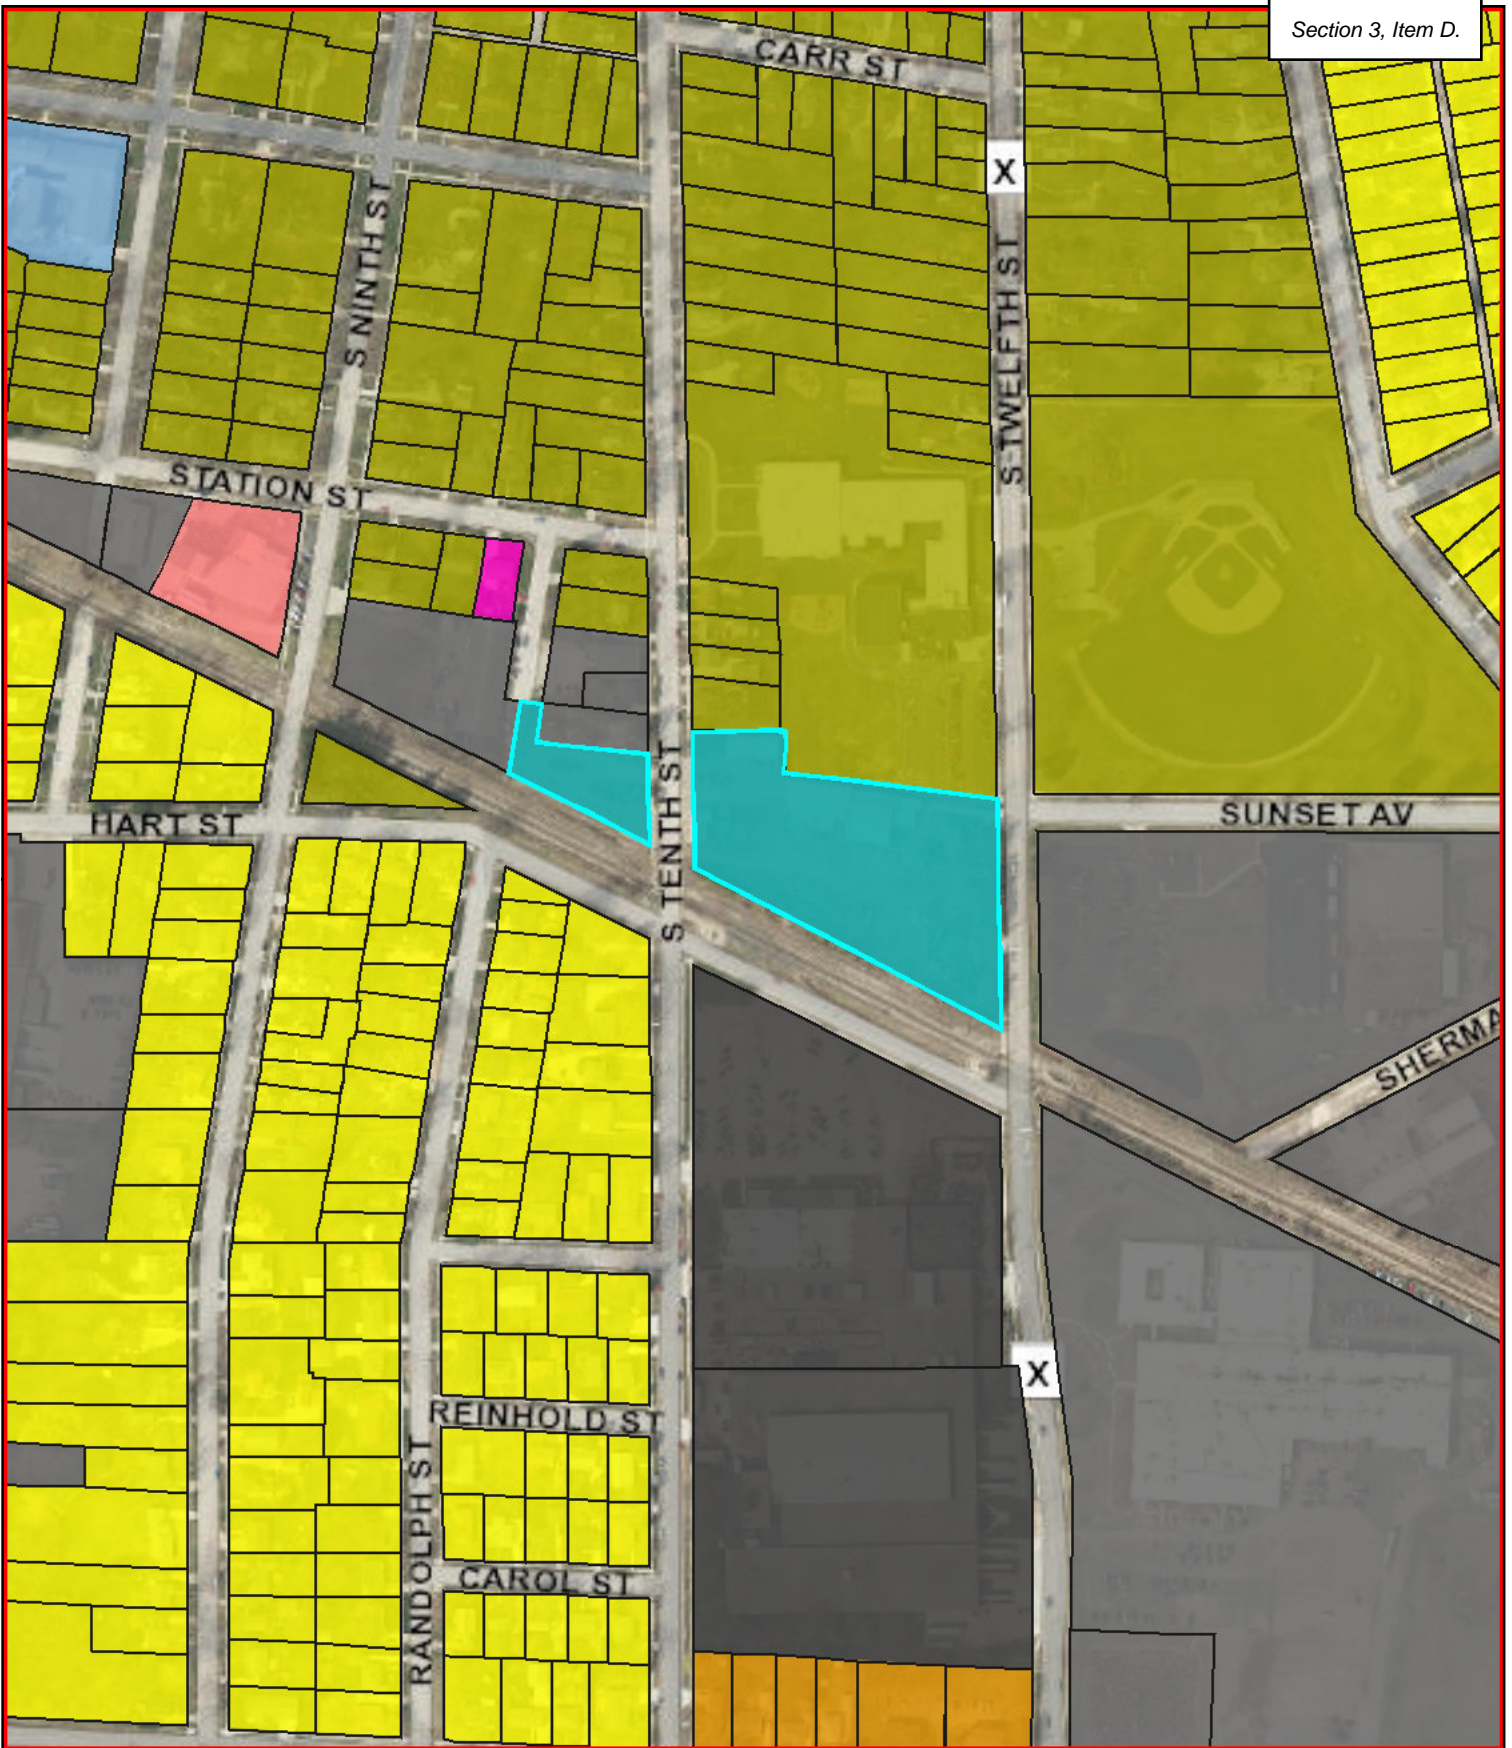 Section 3, Item D.
CARR ST
X
S NINTH ST
S TWELFTH ST
STATION ST
S TENTH ST
HART ST
SUNSET AV
SHERMA
X
REINHOLD ST
RANDOLPH ST
CAROL ST